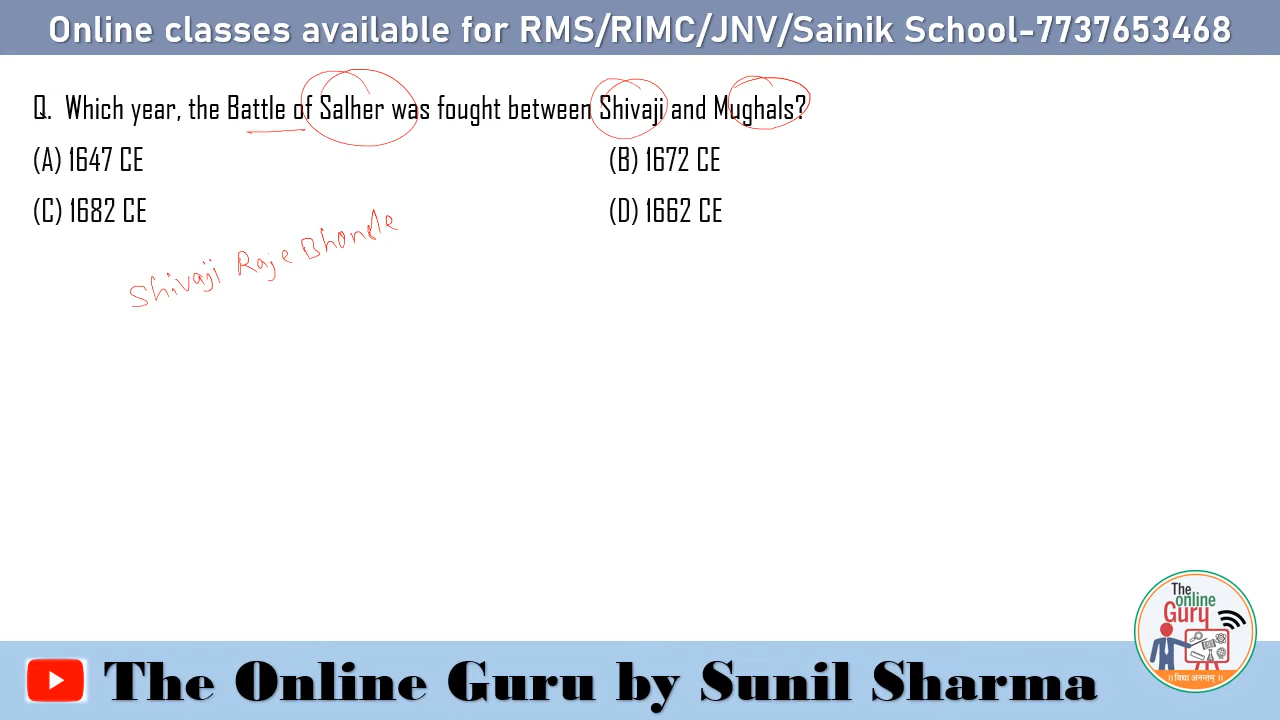 Online classes available for RMS/RIMC/JNV/Sainik School-7737653468
Q. Which year, the Battle of Salher was fought between Shivaji and Mughals?
(A) 1647 CE (B) 1672 CE
(C) 1682 CE (D) 1662 CE
Shivaji Raje Bhonsle
The
online
Guru
।। विद्या अनन्तम् ।।
The Online Guru by Sunil Sharma